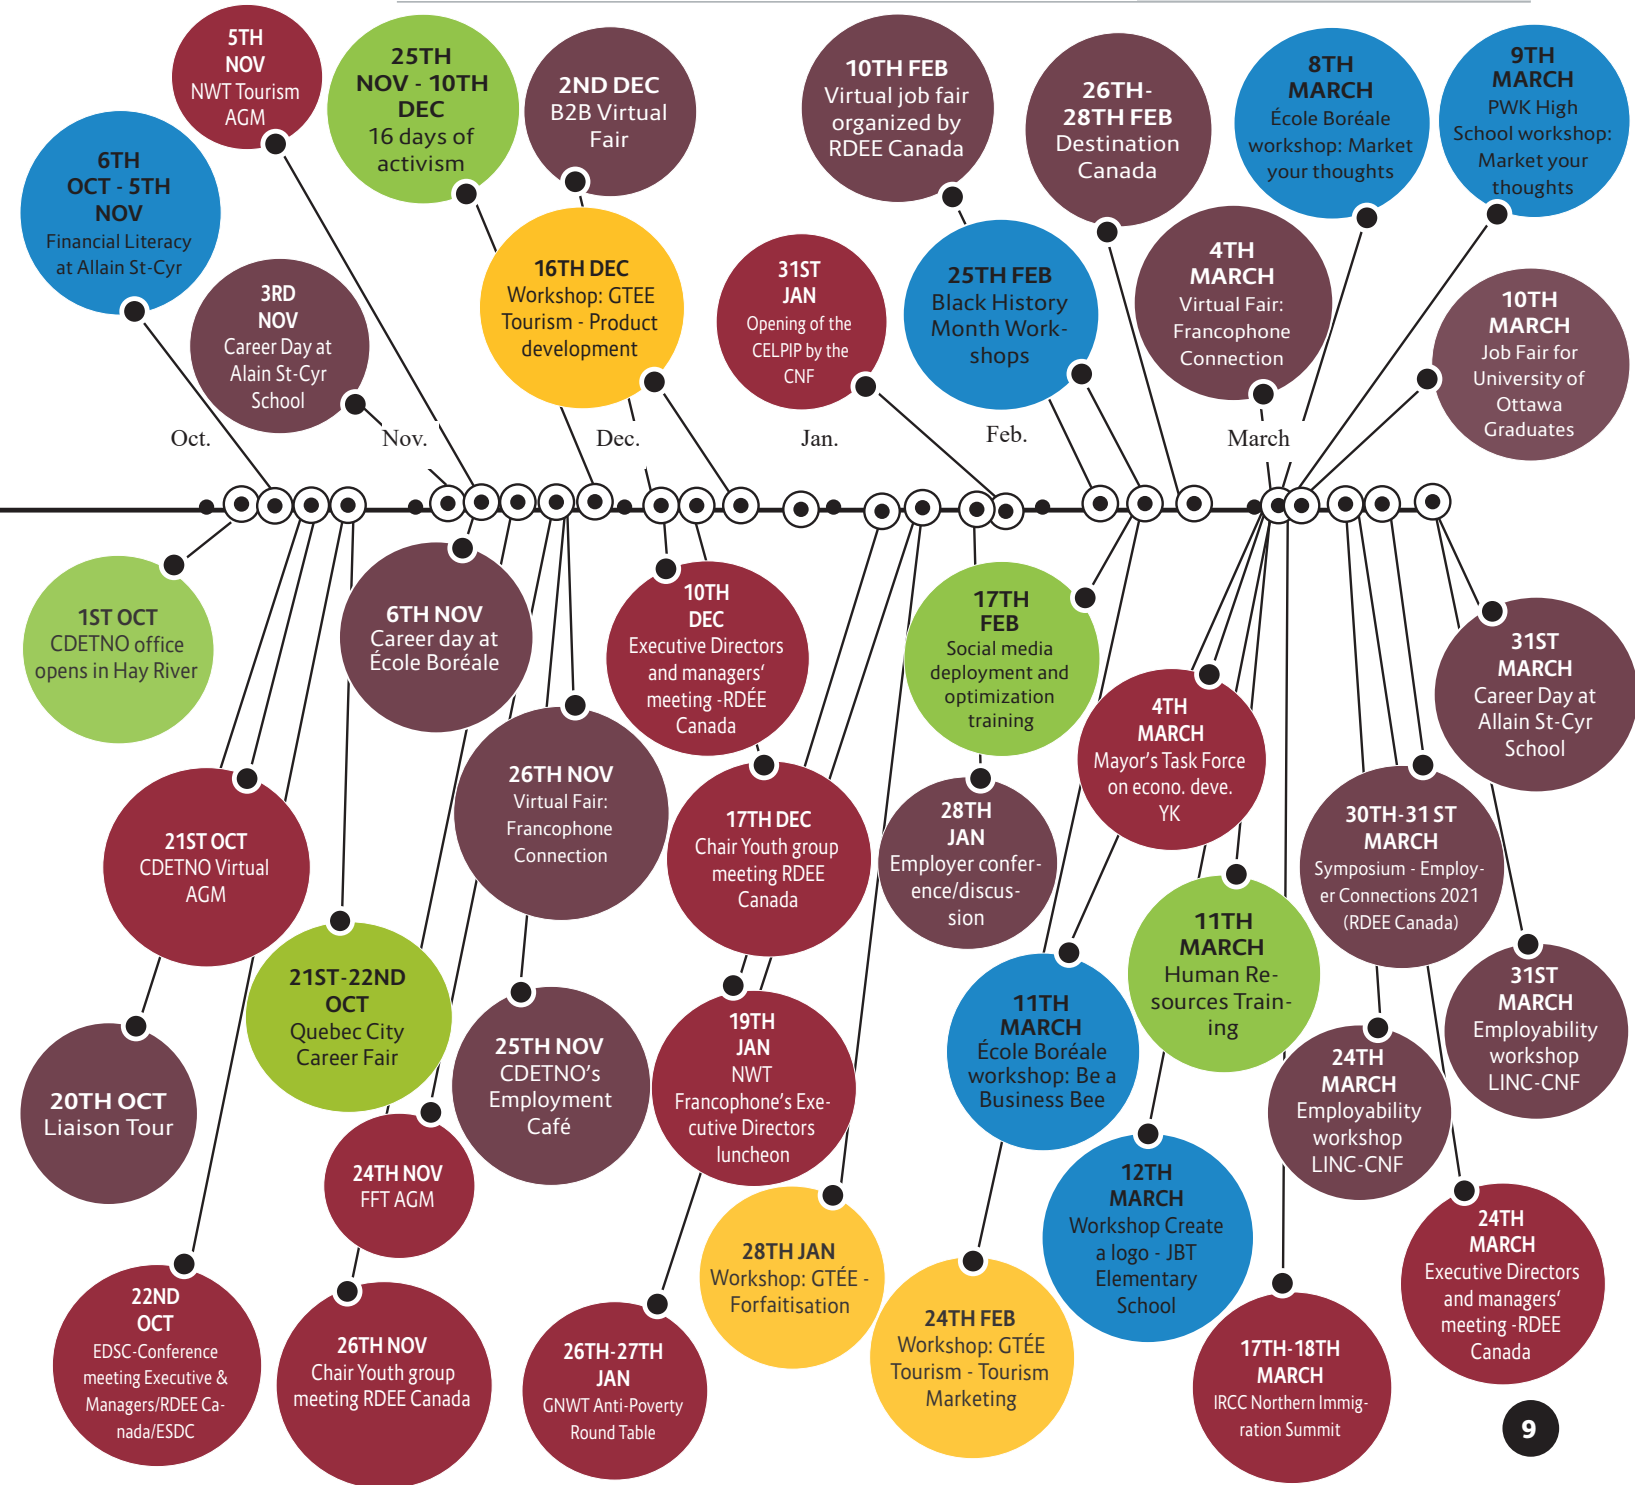 5TH
NOV
NWT Tourism
AGM
25TH
NOV - 10TH
DEC
16 days of
activism
2ND DEC
B2B Virtual
Fair
10TH FEB
Virtual job fair
organized by
RDEE Canada
26TH-
28TH FEB
Destination
Canada
8TH
MARCH
École Boréale
workshop: Market
your thoughts
9TH
MARCH
PWK High
School workshop:
Market your
thoughts
6TH
OCT - 5TH
NOV
Financial Literacy
at Allain St-Cyr
3RD
NOV
Career Day at
Alain St-Cyr
School
16TH DEC
Workshop: GTEE
Tourism - Product
development
31ST
JAN
Opening of the
CELPIP by the
CNF
25TH FEB
Black History
Month Work-
shops
4TH
MARCH
Virtual Fair:
Francophone
Connection
10TH
MARCH
Job Fair for
University of
Ottawa
Graduates
Oct.
Nov.
Dec.
Jan.
Feb.
March
1ST OCT
CDETNO office
opens in Hay River
6TH NOV
Career day at
École Boréale
10TH
DEC
Executive Directors
and managers‘
meeting -RDÉE
Canada
17TH
FEB
Social media
deployment and
optimization
training
4TH
MARCH
Mayor’s Task Force
on econo. deve.
YK
31ST
MARCH
Career Day at
Allain St-Cyr
School
21ST OCT
CDETNO Virtual
AGM
26TH NOV
Virtual Fair:
Francophone
Connection
17TH DEC
Chair Youth group
meeting RDEE
Canada
28TH
JAN
Employer confer-
ence/discus-
sion
30TH-31 ST
MARCH
Symposium - Employ-
er Connections 2021
(RDEE Canada)
21ST-22ND
OCT
Quebec City
Career Fair
11TH
MARCH
Human Re-
sources Train-
ing
31ST
MARCH
Employability
workshop
LINC-CNF
20TH OCT
Liaison Tour
25TH NOV
CDETNO’s
Employment
Café
19TH
JAN
NWT
Francophone’s Exe-
cutive Directors
luncheon
11TH
MARCH
École Boréale
workshop: Be a
Business Bee
24TH
MARCH
Employability
workshop
LINC-CNF
24TH NOV
FFT AGM
12TH
MARCH
Workshop Create
a logo - JBT
Elementary
School
22ND
OCT
EDSC-Conference
meeting Executive &
Managers/RDEE Ca-
nada/ESDC
26TH NOV
Chair Youth group
meeting RDEE Canada
26TH-27TH
JAN
GNWT Anti-Poverty
Round Table
28TH JAN
Workshop: GTÉE -
Forfaitisation
24TH FEB
Workshop: GTÉE
Tourism - Tourism
Marketing
17TH-18TH
MARCH
IRCC Northern Immig-
ration Summit
24TH
MARCH
Executive Directors
and managers‘
meeting -RDEE
Canada
9